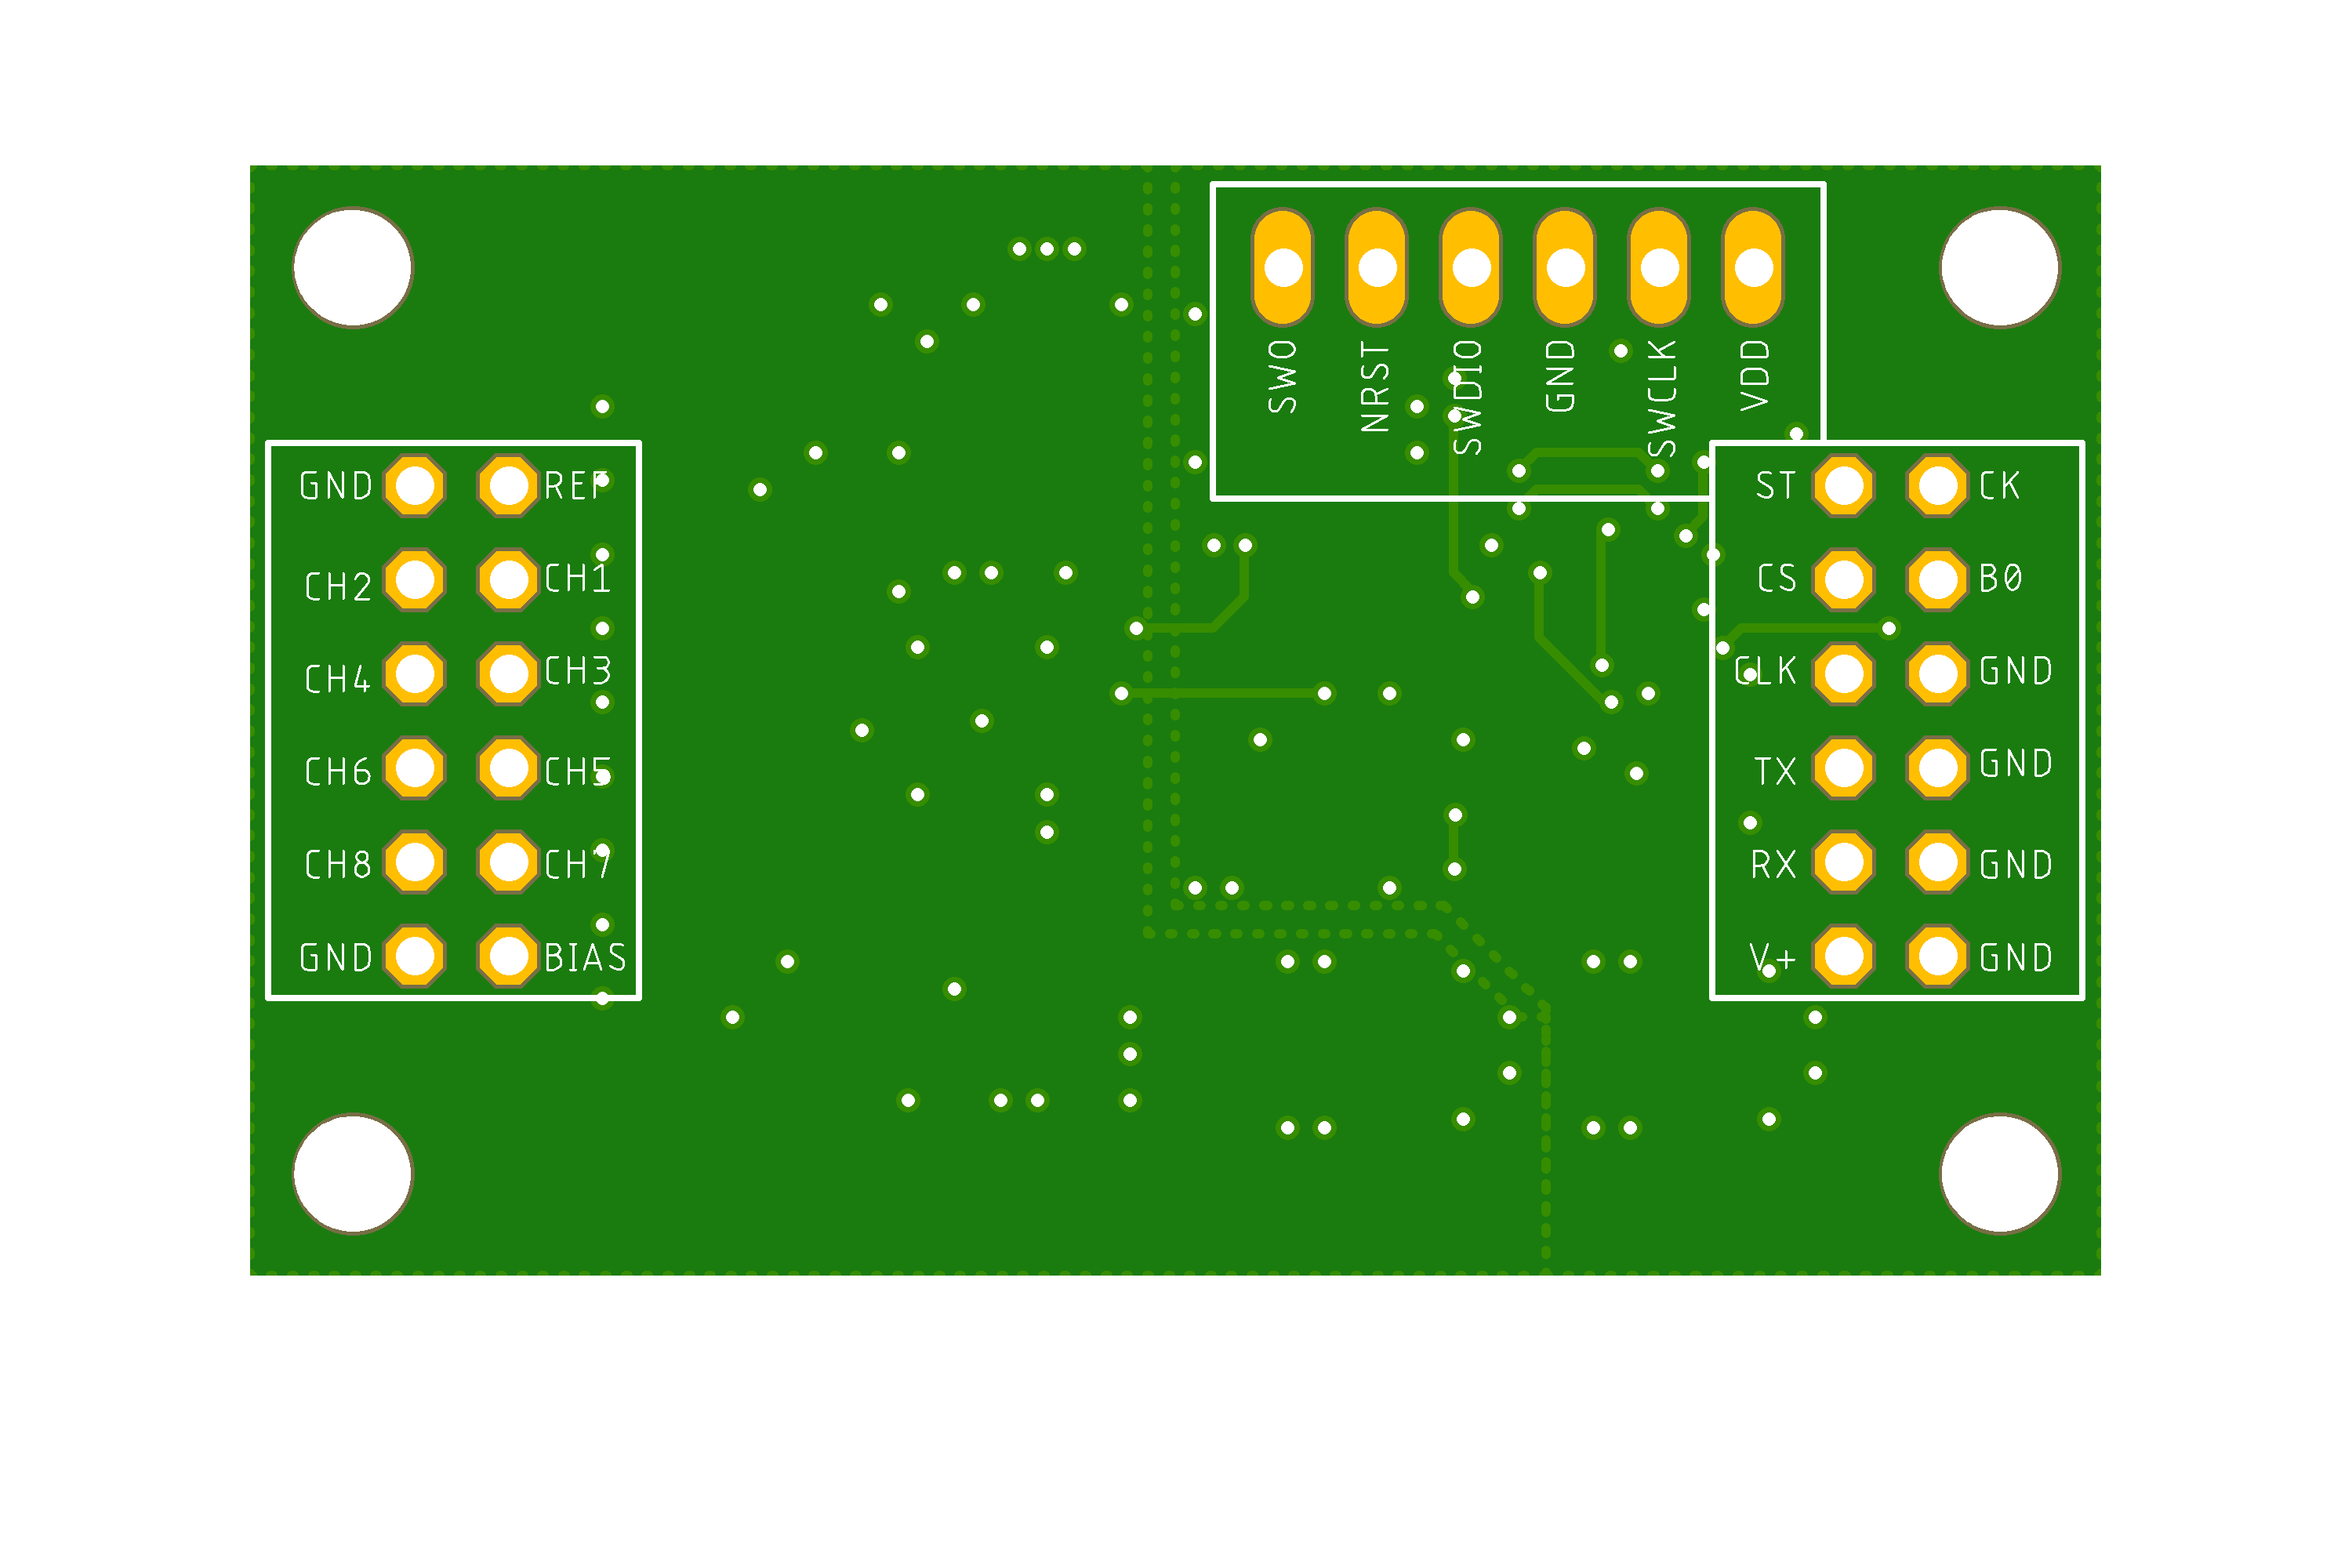 SWO
NRST
SWDIO
GND
SWCLK
VDD
GND REF
CH2 CH1
CH4 CH3
CH6 CH5
CH8 CH7
GND BIAS
ST CK
CS B0
CLK GND
TX GND
RX GND
V+ GND